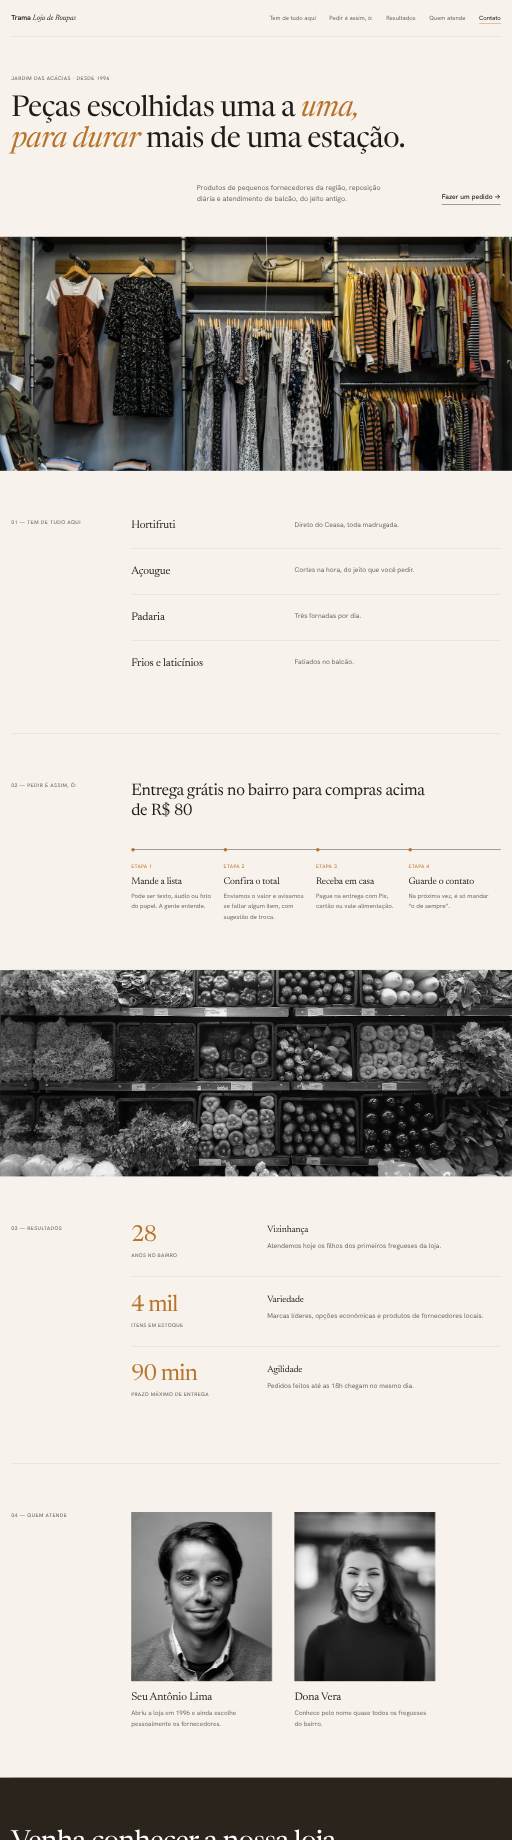 Trama Loja de Roupas
Tem de tudo aqui
Pedir é assim, ó:
Resultados
Quem atende
Contato
JARDIM DAS ACÁCIAS · DESDE 1996
Peças escolhidas uma a uma,
para durar mais de uma estação.
Produtos de pequenos fornecedores da região, reposição
diária e atendimento de balcão, do jeito antigo.
Fazer um pedido →
01 — TEM DE TUDO AQUI
Hortifruti
Direto do Ceasa, toda madrugada.
Açougue
Cortes na hora, do jeito que você pedir.
Padaria
Três fornadas por dia.
Frios e laticínios
Fatiados no balcão.
02 — PEDIR É ASSIM, Ó:
Entrega grátis no bairro para compras acima
de R$ 80
ETAPA 1
Mande a lista
Pode ser texto, áudio ou foto
do papel. A gente entende.
ETAPA 2
Confira o total
Enviamos o valor e avisamos
se faltar algum item, com
sugestão de troca.
ETAPA 3
Receba em casa
Pague na entrega com Pix,
cartão ou vale alimentação.
ETAPA 4
Guarde o contato
Na próxima vez, é só mandar
"o de sempre".
03 — RESULTADOS
28
ANOS NO BAIRRO
Vizinhança
Atendemos hoje os filhos dos primeiros fregueses da loja.
4 mil
ITENS EM ESTOQUE
Variedade
Marcas líderes, opções econômicas e produtos de fornecedores locais.
90 min
PRAZO MÁXIMO DE ENTREGA
Agilidade
Pedidos feitos até as 18h chegam no mesmo dia.
04 — QUEM ATENDE
Seu Antônio Lima
Abriu a loja em 1996 e ainda escolhe
pessoalmente os fornecedores.
Dona Vera
Conhece pelo nome quase todos os fregueses
do bairro.
Venha conhecer a nossa loja